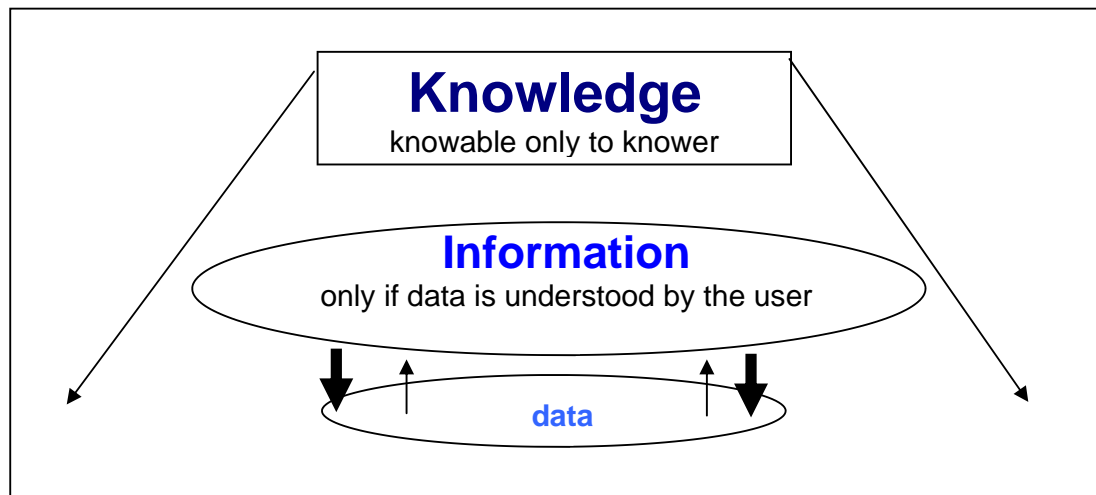 Knowledge
knowable only to knower
Information
only if data is understood by the user
data